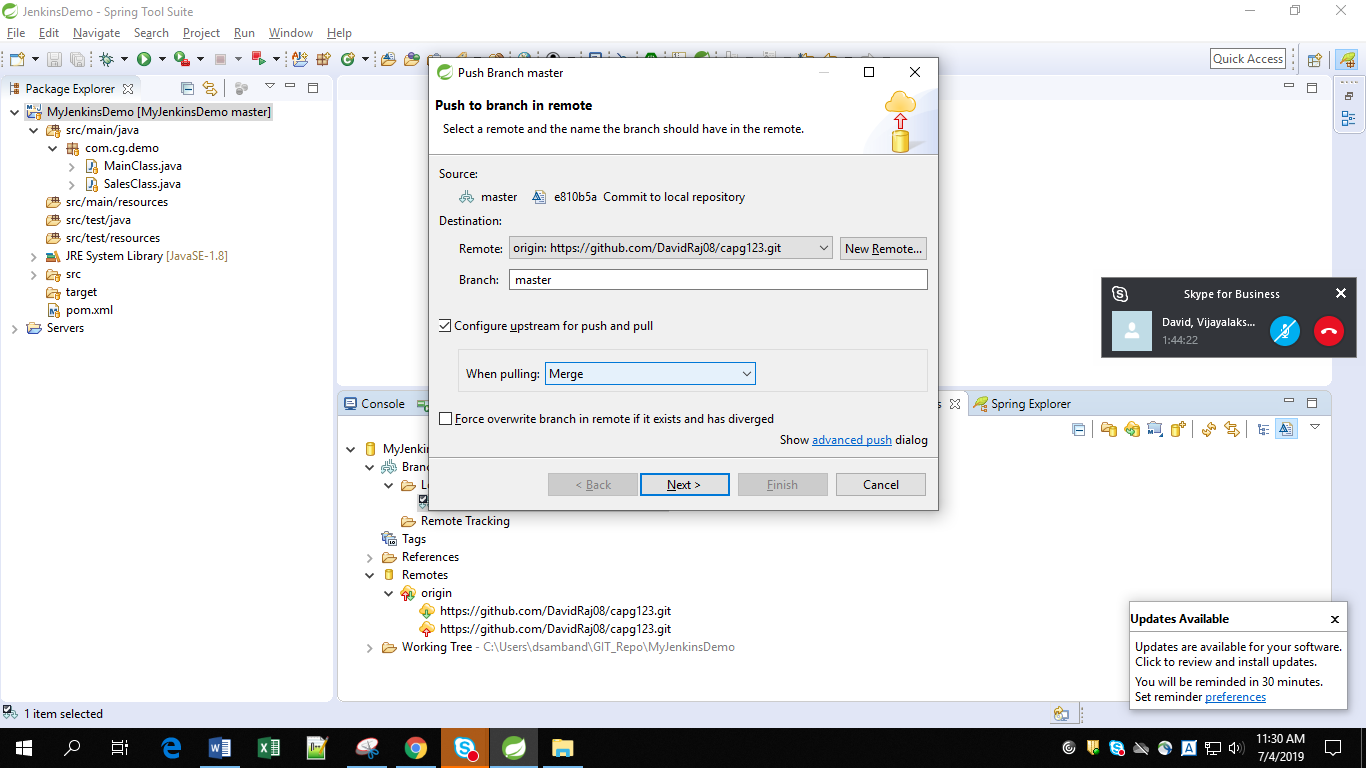 JenkinsDemo - Spring Tool Suite
File Edit Navigate Search Project Run Window Help
Quick Access
Package Explorer
MyJenkinsDemo [MyJenkinsDemo master]
src/main/java
com.cg.demo
MainClass.java
SalesClass.java
src/main/resources
src/test/java
src/test/resources
JRE System Library [JavaSE-1.8]
src
target
pom.xml
Servers
Push Branch master
Push to branch in remote
Select a remote and the name the branch should have in the remote.
Source:
master e810b5a Commit to local repository
Destination:
Remote: origin: https://github.com/DavidRaj08/capg123.git New Remote...
Branch: master
Configure upstream for push and pull
When pulling: Merge
Force overwrite branch in remote if it exists and has diverged
Show advanced push dialog
< Back Next > Finish Cancel
Skype for Business
David, Vijayalaks...
1:44:22
Console
Spring Explorer
Remote Tracking
Tags
References
Remotes
origin
https://github.com/DavidRaj08/capg123.git
https://github.com/DavidRaj08/capg123.git
Working Tree - C:\Users\dsamband\GIT_Repo\MyJenkinsDemo
Updates Available
Updates are available for your software.
Click to review and install updates.
You will be reminded in 30 minutes.
Set reminder preferences
1 item selected
11:30 AM
7/4/2019